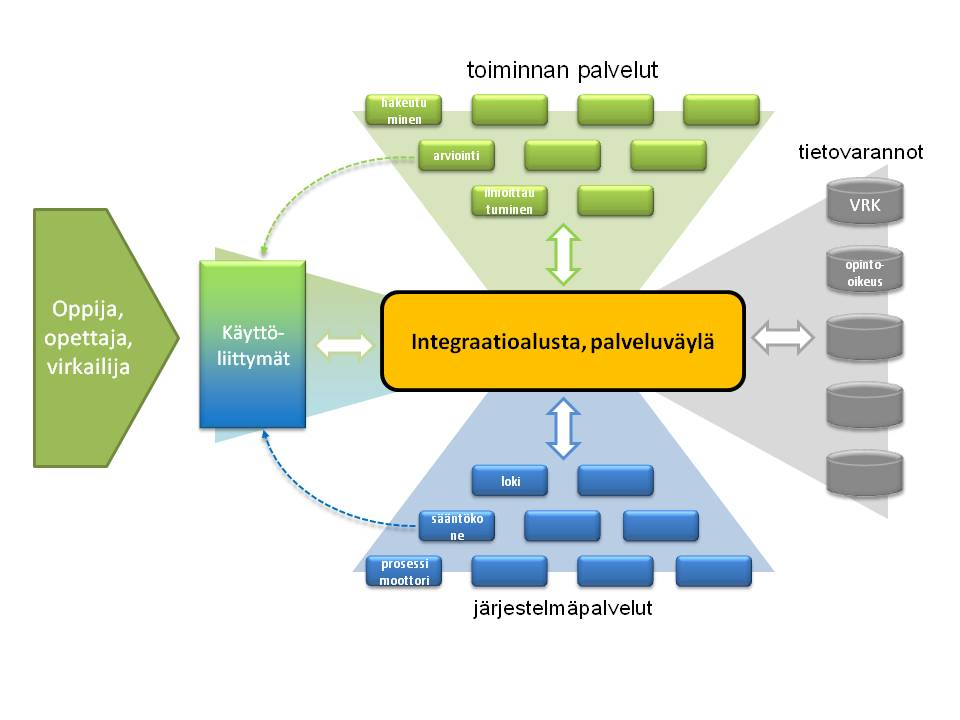 toiminnan palvelut
hakeutu
minen
arviointi
ilmoittau
tuminen
tietovarannot
VRK
opinto-
oikeus
Oppija,
opettaja,
virkailija
Käyttö-
liittymät
Integraatioalusta, palveluväylä
loki
sääntöko
ne
prosessi
moottori
järjestelmäpalvelut